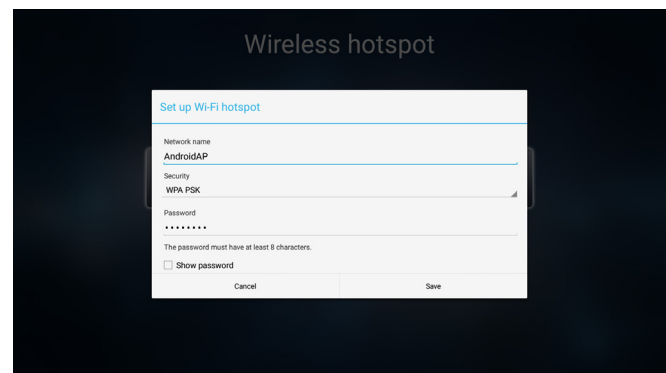 Wireless hotspot
Set up Wi-Fi hotspot
Network name
AndroidAP
Security
WPA PSK
Password
••••••••
The password must have at least 8 characters.
Show password
Cancel Save